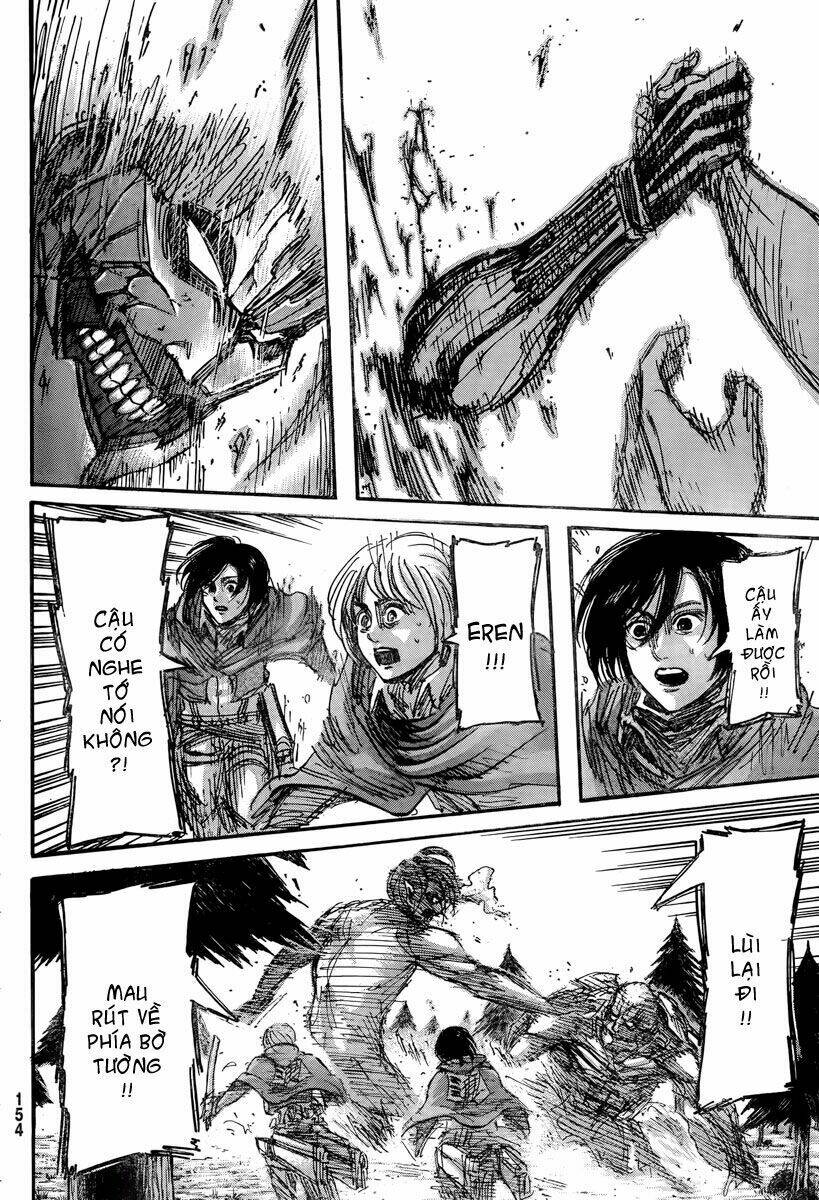 CẬU
ẤY
LÀM
ĐƯỢC
RỒI
!!
EREN
!!!
CẬU
CÓ
NGHE
TỚ
NÓI
KHÔNG
?!
LÙI
LẠI
ĐI
!!
MAU
RÚT VỀ
PHÍA BỜ
TƯỜNG
!!
154